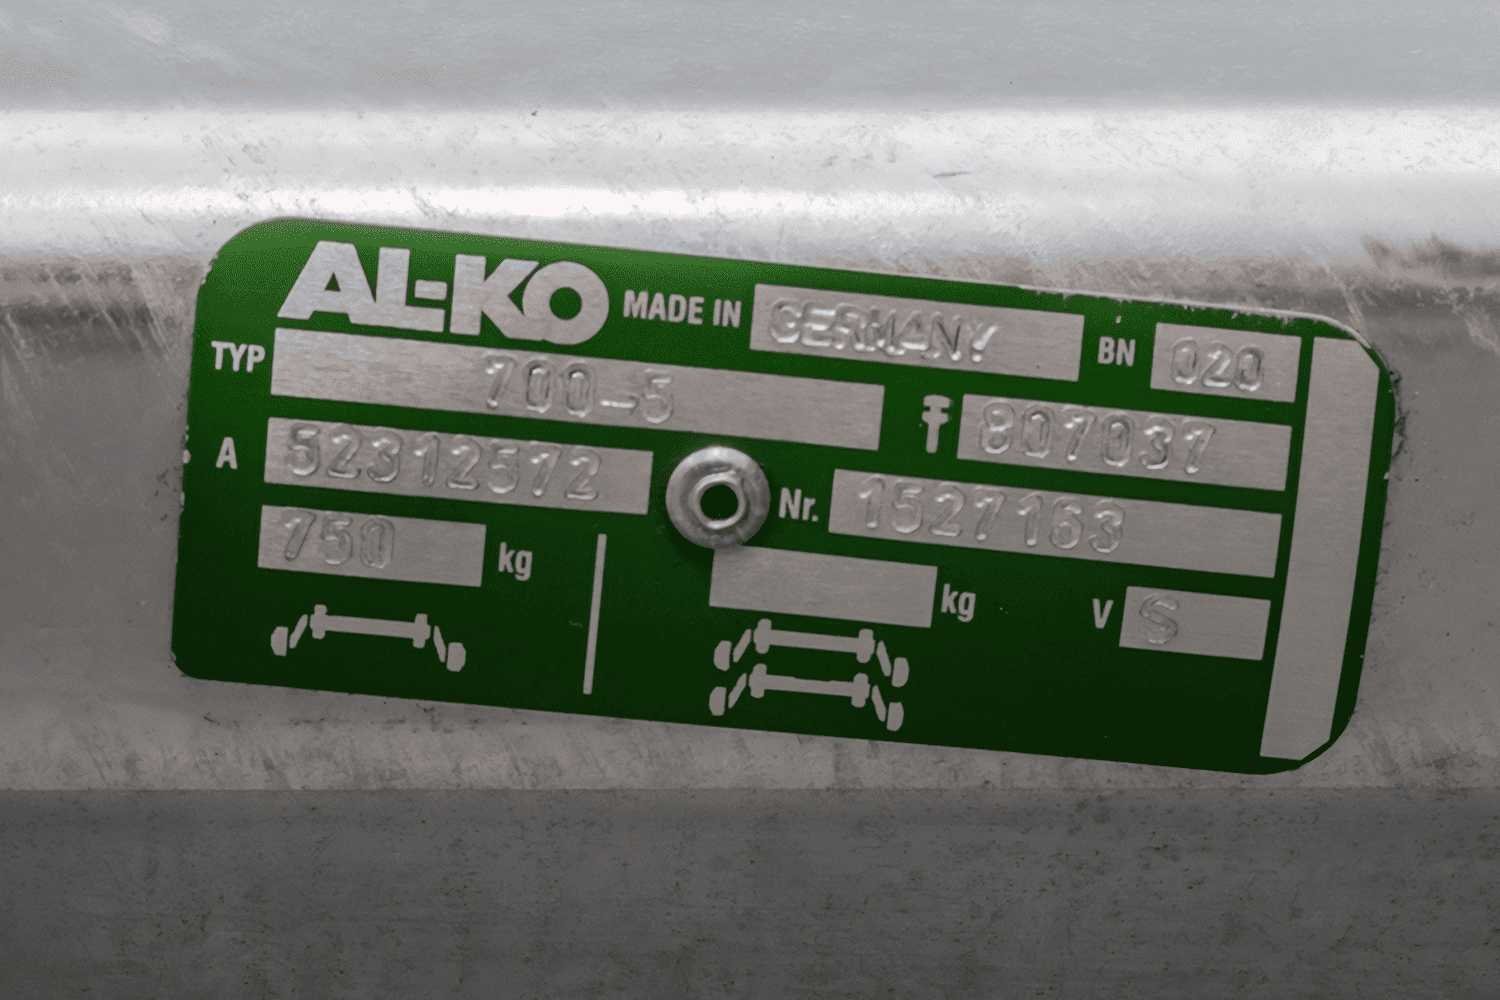 AL-KO MADE IN GERMANY BN 020
TYP 700-5 807037
A 52312572 Nr. 1527163
750 kg kg V S